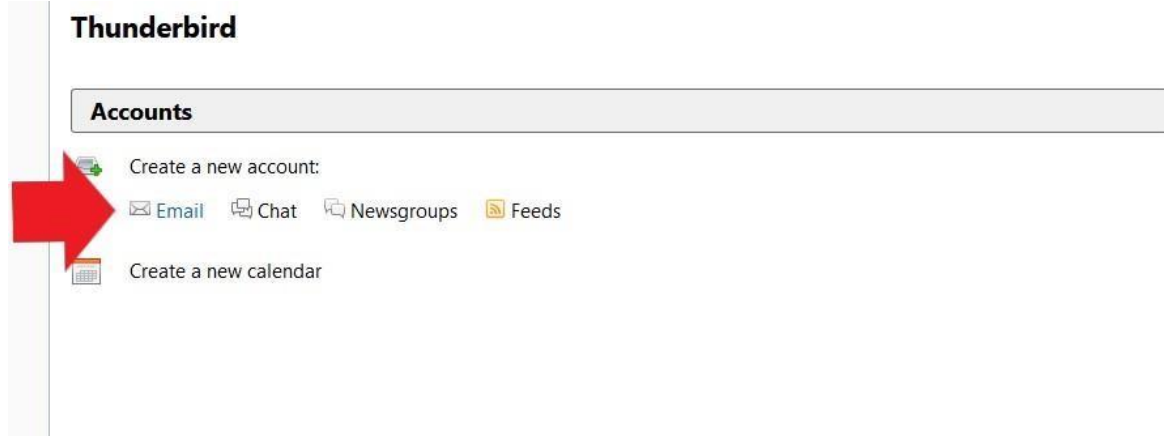 Thunderbird
Accounts
Create a new account:
Email Chat Newsgroups Feeds
Create a new calendar